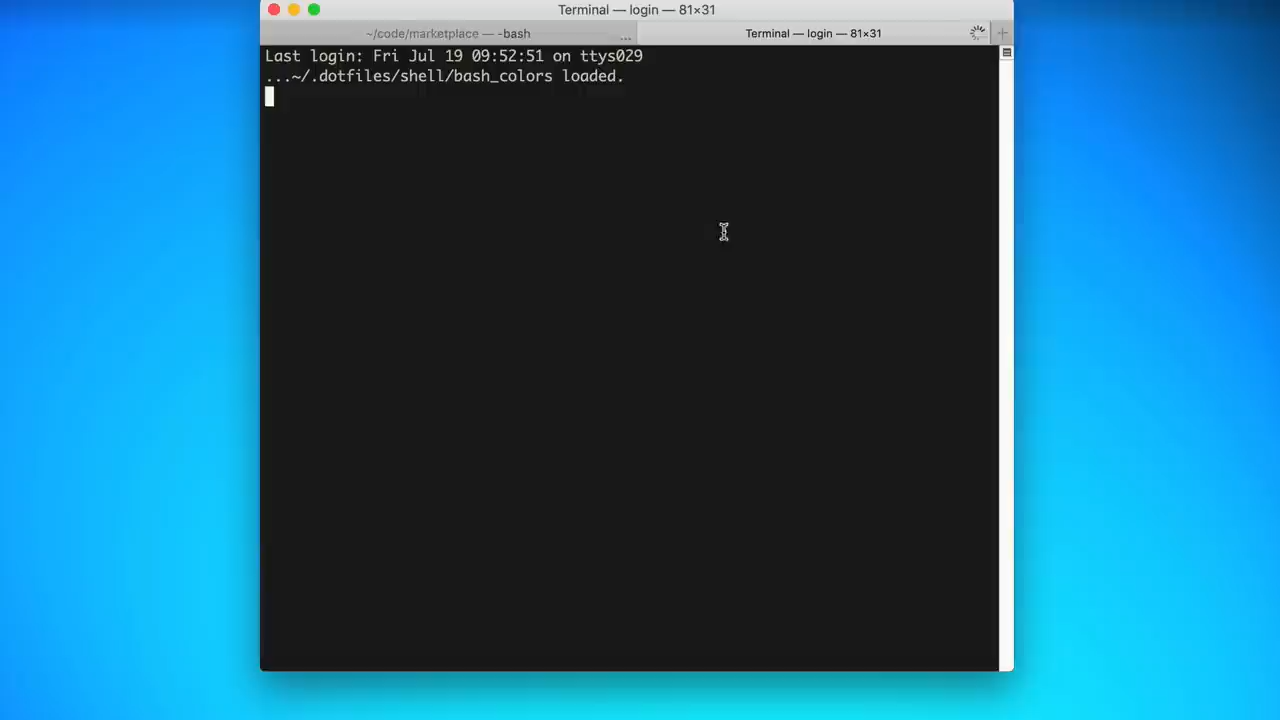 Terminal — login — 81×31
~/code/marketplace — -bash ...
Terminal — login — 81×31
Last login: Fri Jul 19 09:52:51 on ttys029
...~/.dotfiles/shell/bash_colors loaded.